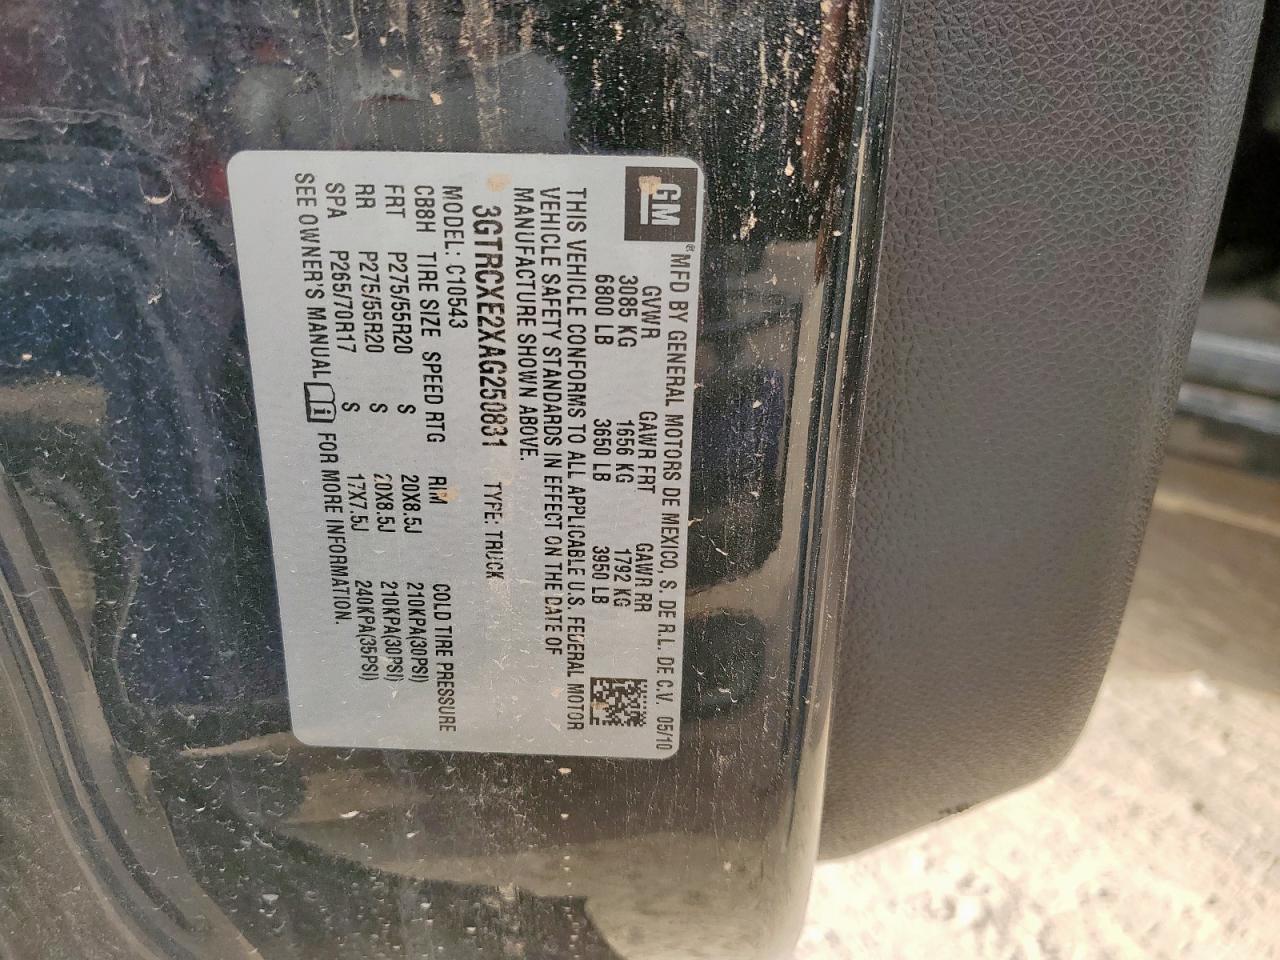 GM® MFD BY GENERAL MOTORS DE MEXICO, S. DE R.L. DE C.V. 05/10
GVWR GAWR FRT GAWR RR
3085 KG 1656 KG 1792 KG
6800 LB 3650 LB 3950 LB
THIS VEHICLE CONFORMS TO ALL APPLICABLE U.S. FEDERAL MOTOR
VEHICLE SAFETY STANDARDS IN EFFECT ON THE DATE OF
MANUFACTURE SHOWN ABOVE.
3GTRCXE2XAG250831 TYPE: TRUCK
MODEL: C10543
CB8H TIRE SIZE SPEED RTG RIM COLD TIRE PRESSURE
FRT P275/55R20 S 20X8.5J 210KPA(30PSI)
RR P275/55R20 S 20X8.5J 210KPA(30PSI)
SPA P265/70R17 S 17X7.5J 240KPA(35PSI)
SEE OWNER'S MANUAL FOR MORE INFORMATION.